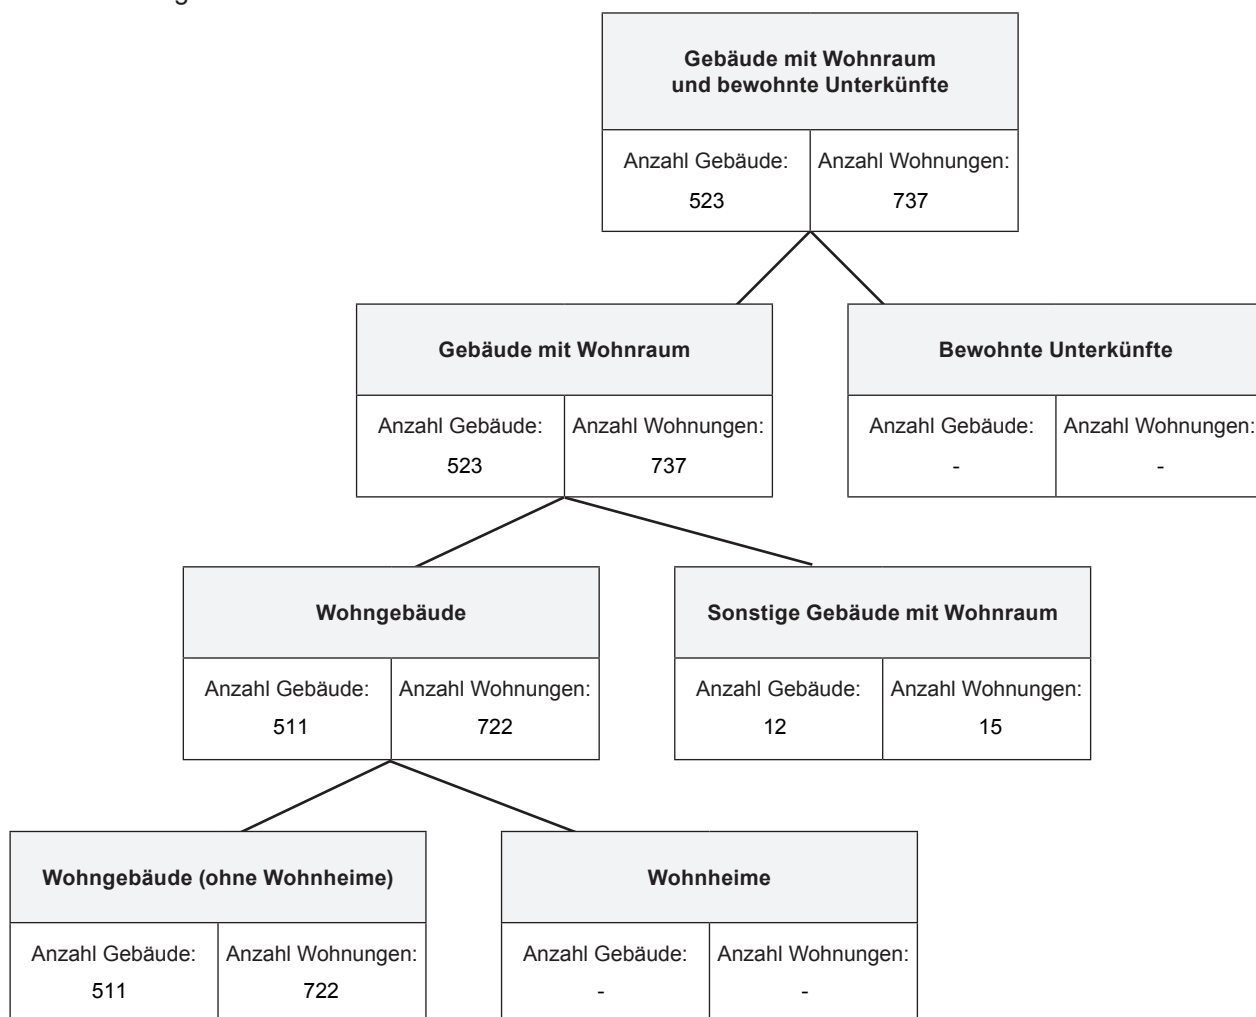 Gebäude mit Wohnraum
und bewohnte Unterkünfte
Anzahl Gebäude:
523
Anzahl Wohnungen:
737
Gebäude mit Wohnraum
Anzahl Gebäude:
523
Anzahl Wohnungen:
737
Bewohnte Unterkünfte
Anzahl Gebäude:
-
Anzahl Wohnungen:
-
Wohngebäude
Anzahl Gebäude:
511
Anzahl Wohnungen:
722
Sonstige Gebäude mit Wohnraum
Anzahl Gebäude:
12
Anzahl Wohnungen:
15
Wohngebäude (ohne Wohnheime)
Anzahl Gebäude:
511
Anzahl Wohnungen:
722
Wohnheime
Anzahl Gebäude:
-
Anzahl Wohnungen:
-